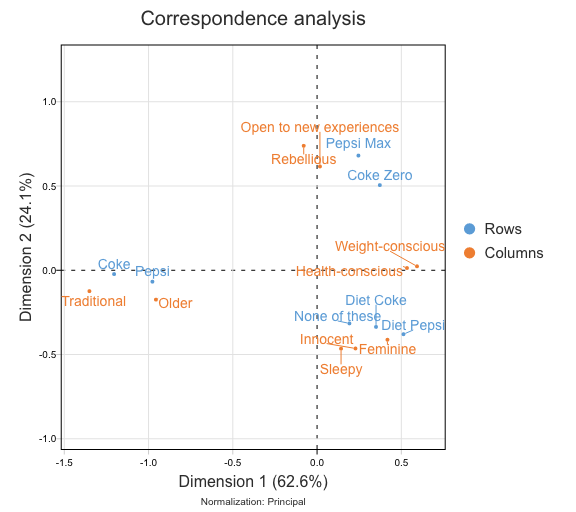 Correspondence analysis
1.0
Open to new experiences
Pepsi Max
Rebellious
Coke Zero
0.5
Rows
Weight-conscious
Columns
Coke
Pepsi
Health-conscious
0.0
Traditional
Older
Diet Coke
None of these
Diet Pepsi
Innocent
Feminine
-0.5
Sleepy
-1.0
Dimension 2 (24.1%)
-1.5
-1.0
-0.5
0.0
0.5
Dimension 1 (62.6%)
Normalization: Principal